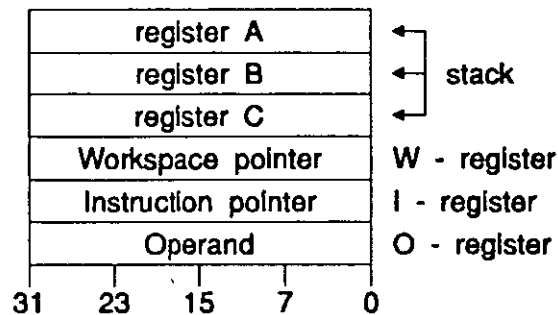 register A
register B stack
register C
Workspace pointer W - register
Instruction pointer I - register
Operand O - register
31 23 15 7 0